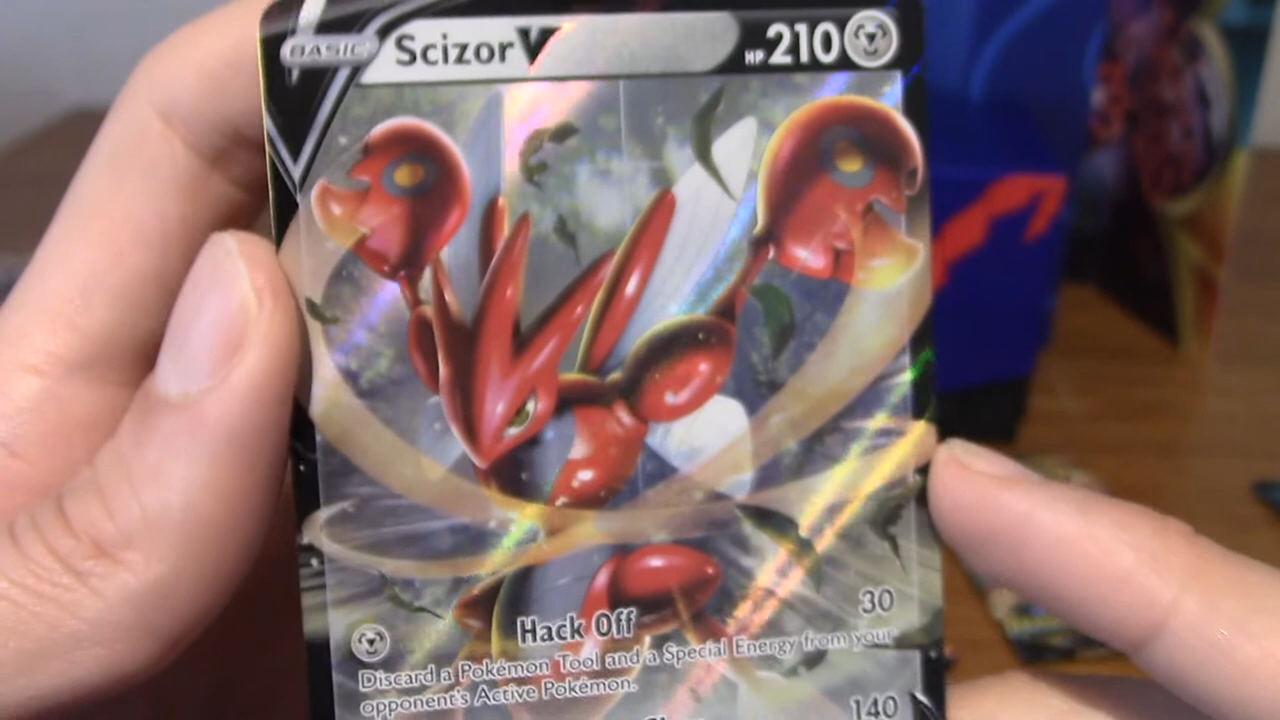 BASIC Scizor V HP 210
Hack Off 30
Discard a Pokémon Tool and a Special Energy from your
opponent's Active Pokémon.
140